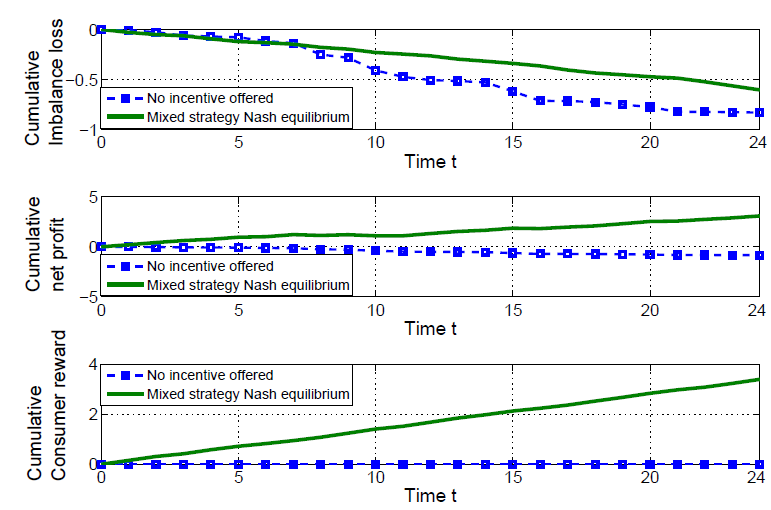 Cumulative
Imbalance loss
0
−0.5
−1
No incentive offered
Mixed strategy Nash equilibrium
0 5 10 15 20 24
Time t
Cumulative
net profit
5
0
−5
No incentive offered
Mixed strategy Nash equilibrium
0 5 10 15 20 24
Time t
Cumulative
Consumer reward
4
2
0
No incentive offered
Mixed strategy Nash equilibrium
0 5 10 15 20 24
Time t